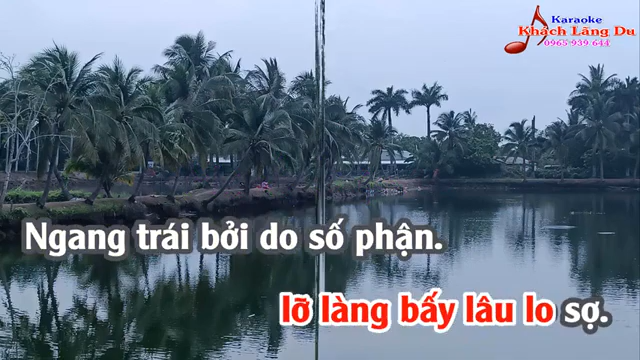 Karaoke
Khách Lãng Du
0965 939 644
Ngang trái bởi do số phận.
lỡ làng bấy lâu lo sợ.